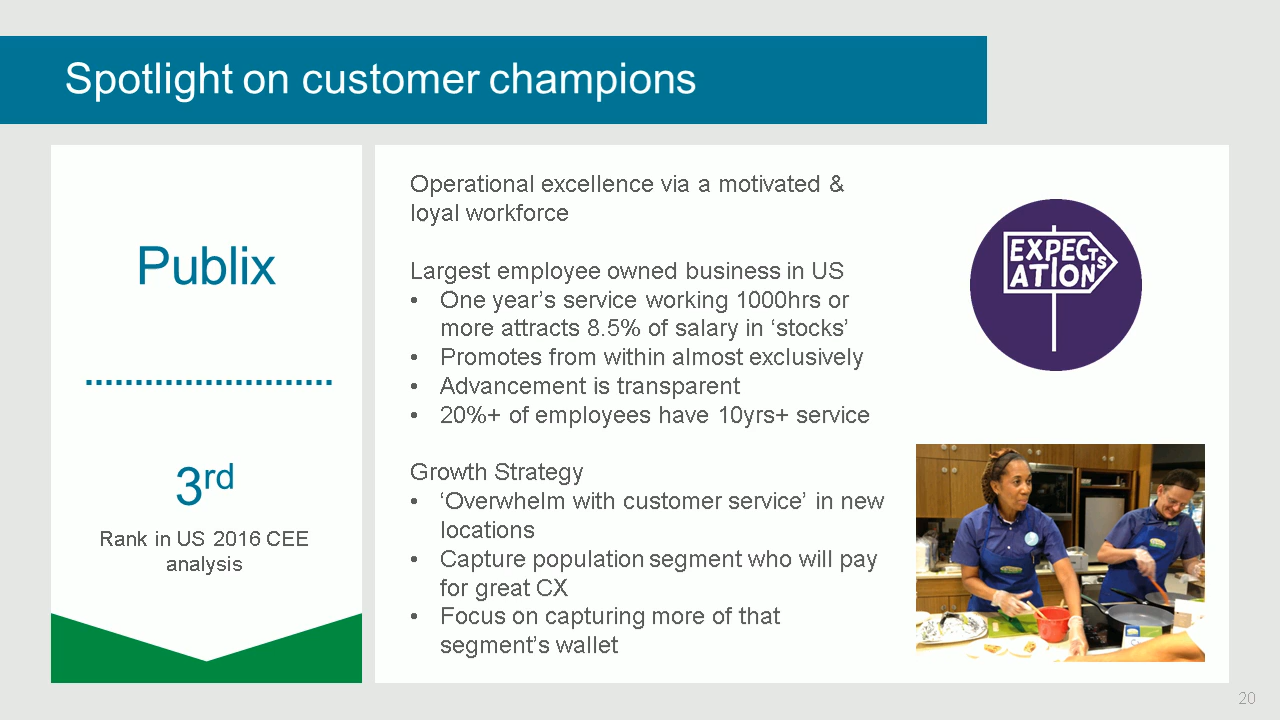 Spotlight on customer champions
Publix
3rd
Rank in US 2016 CEE
analysis
Operational excellence via a motivated &
loyal workforce
Largest employee owned business in US
• One year’s service working 1000hrs or
more attracts 8.5% of salary in ‘stocks’
• Promotes from within almost exclusively
• Advancement is transparent
• 20%+ of employees have 10yrs+ service
Growth Strategy
• ‘Overwhelm with customer service’ in new
locations
• Capture population segment who will pay
for great CX
• Focus on capturing more of that
segment’s wallet
EXPECTATIONS
20